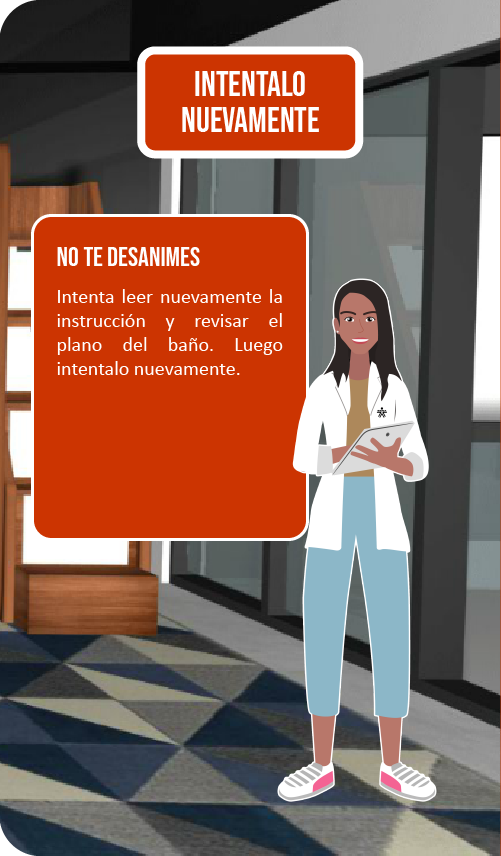 INTENTALO
NUEVAMENTE
NO TE DESANIMES
Intenta leer nuevamente la
instrucción y revisar el
plano del baño. Luego
intentalo nuevamente.